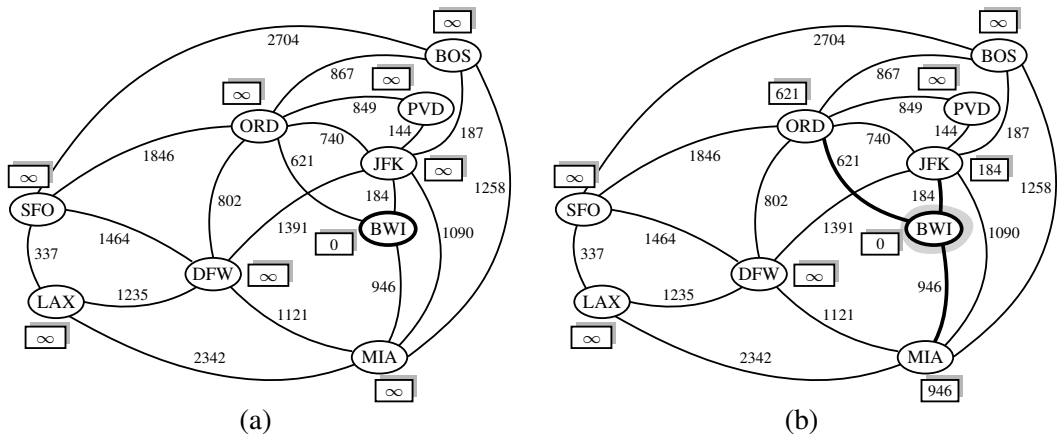 ∞
2704
BOS
867
∞
∞
849
PVD
ORD
144
187
740
1846
621
JFK
∞
∞
184
1258
802
SFO
BWI
1391
1464
0
1090
337
DFW
∞
946
LAX
1235
1121
∞
2342
MIA
∞
(a)
∞
2704
BOS
867
∞
621
849
PVD
ORD
144
187
740
1846
621
JFK
184
∞
184
1258
802
SFO
BWI
1391
1464
0
1090
337
DFW
∞
946
LAX
1235
1121
∞
2342
MIA
946
(b)